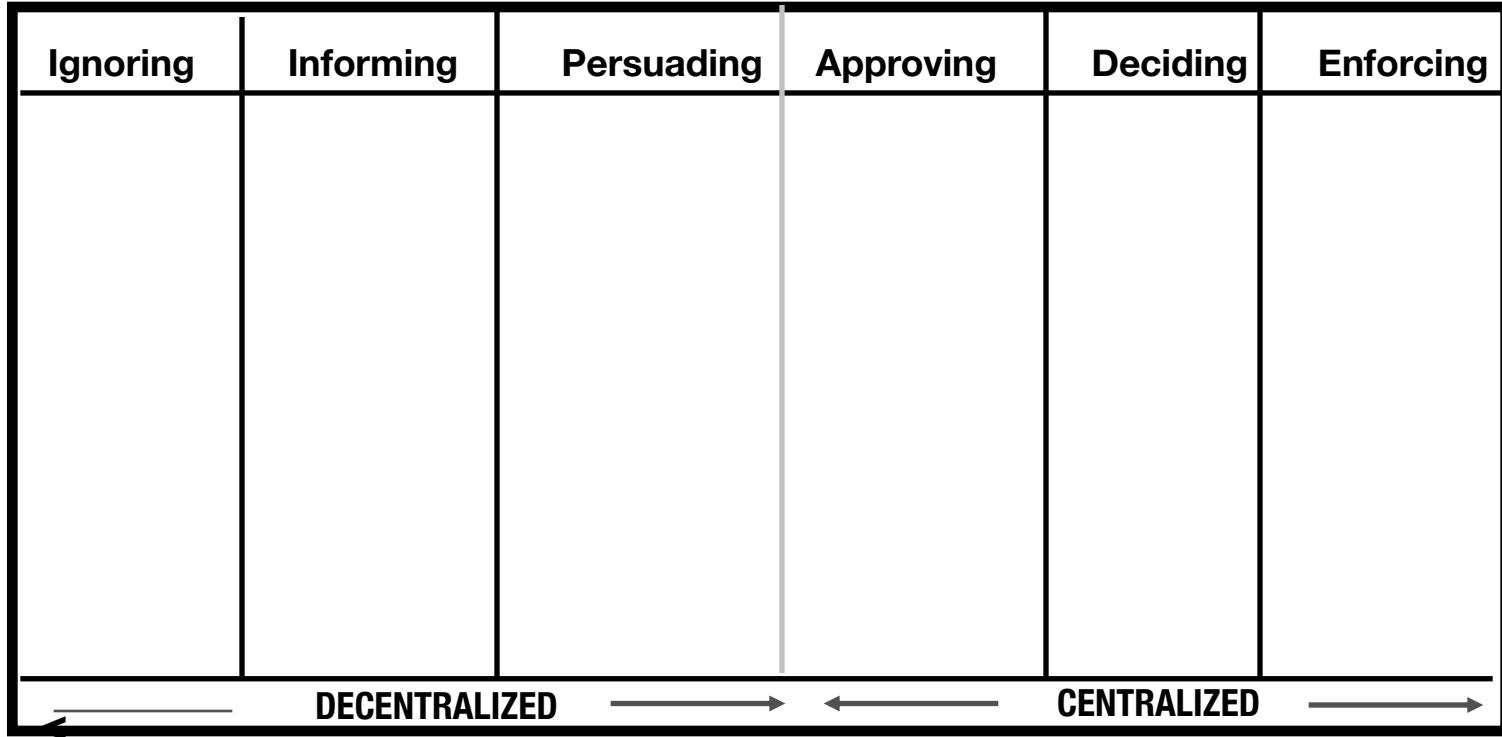 Ignoring Informing Persuading Approving Deciding Enforcing
DECENTRALIZED CENTRALIZED